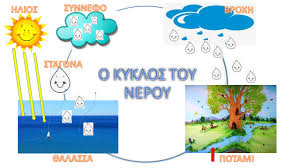 ΗΛΙΟΣ
ΣΥΝΝΕΦΟ
ΒΡΟΧΗ
ΣΤΑΓΟΝΑ
Ο ΚΥΚΛΟΣ ΤΟΥ
ΝΕΡΟΥ
ΘΑΛΑΣΣΑ
ΠΟΤΑΜΙ